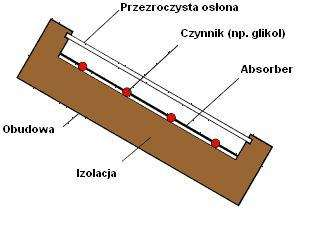 Przezroczysta osłona
Czynnik (np. glikol)
Absorber
Obudowa
Izolacja